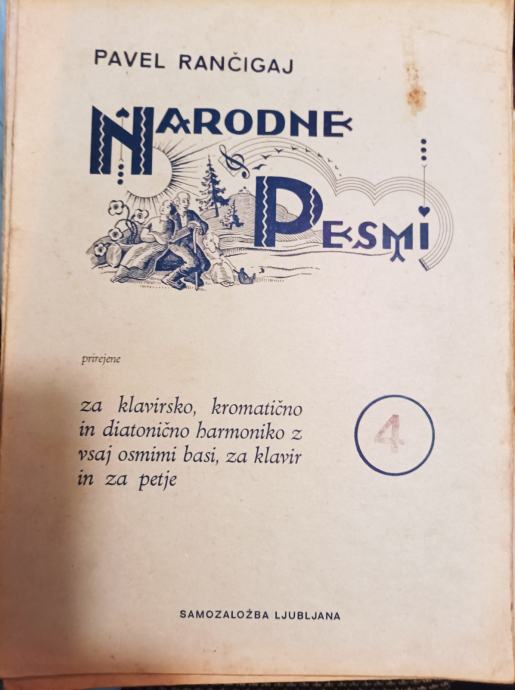 PAVEL RANČIGAJ
NARODNE
PESMI
prirejene
za klavirsko, kromatično
in diatonično harmoniko z
vsaj osmimi basi, za klavir
in za petje
4
SAMOZALOŽBA LJUBLJANA